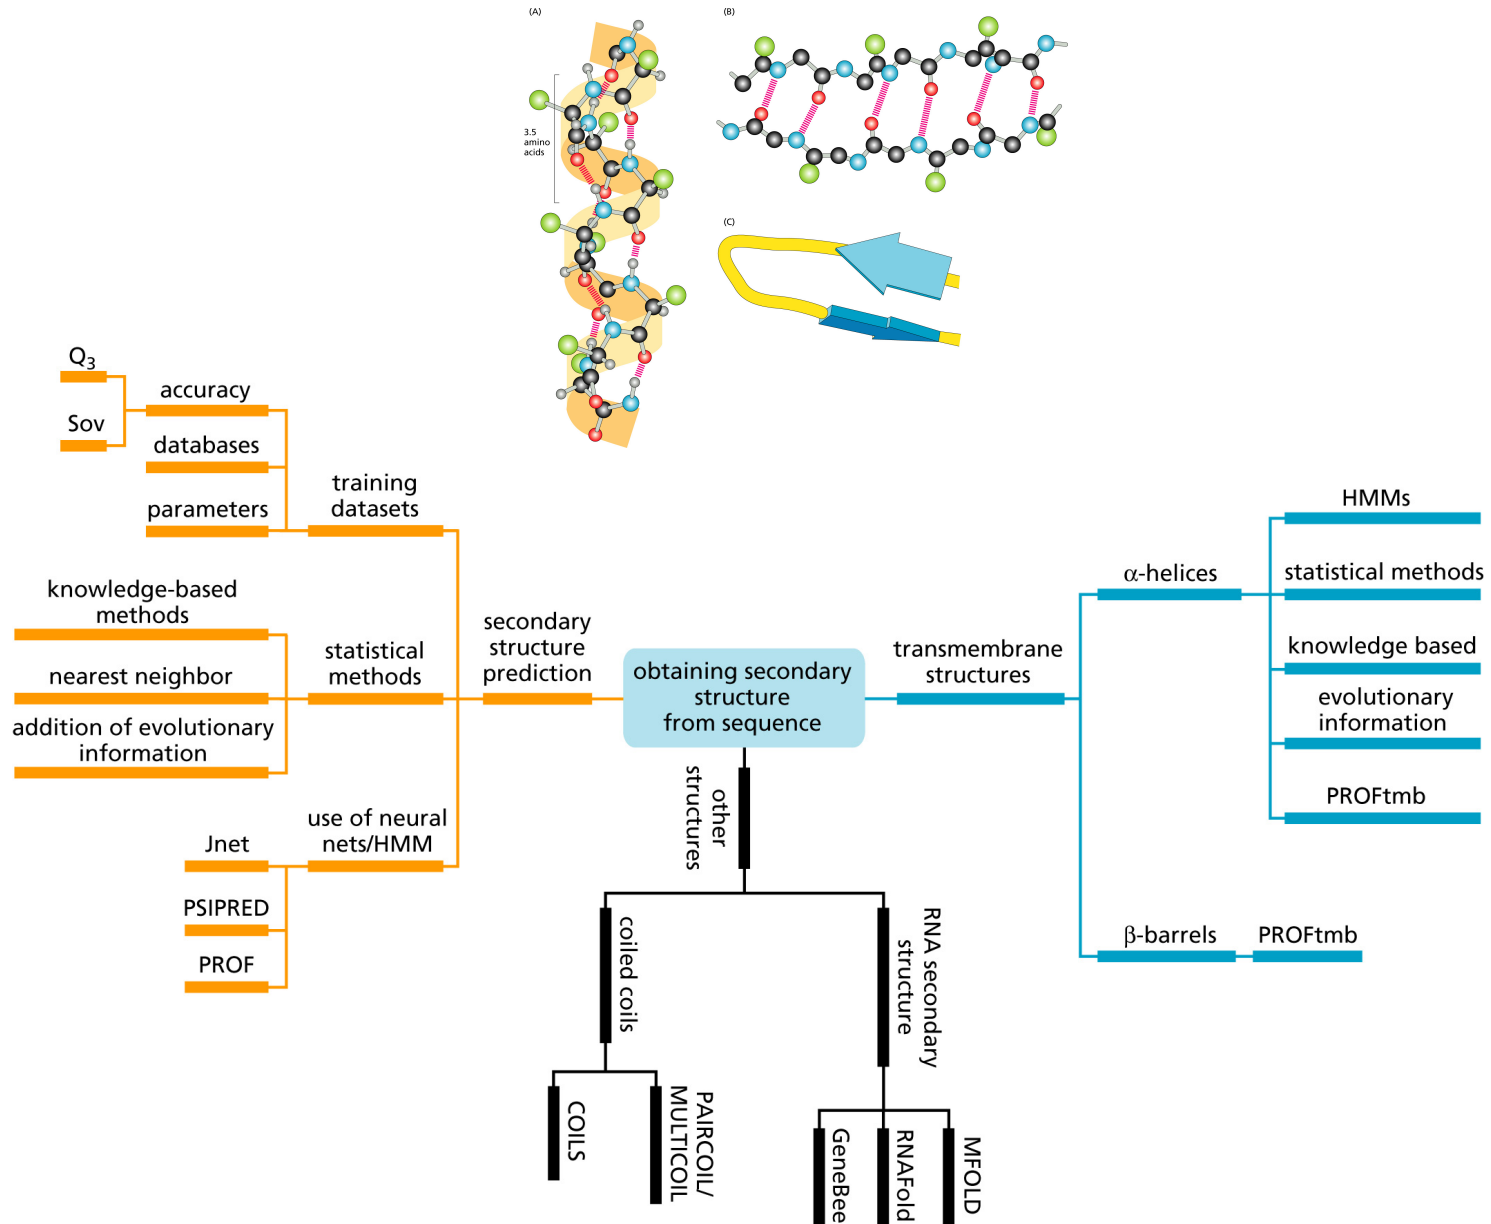 (A)
(B)
3.5
amino
acids
(C)
Q3
accuracy
Sov
databases
parameters
training
datasets
knowledge-based
methods
nearest neighbor
addition of evolutionary
information
statistical
methods
secondary
structure
prediction
Jnet
PSIPRED
PROF
use of neural
nets/HMM
obtaining secondary
structure
from sequence
transmembrane
structures
α-helices
HMMs
statistical methods
knowledge based
evolutionary
information
PROFtmb
β-barrels
PROFtmb
other
structures
coiled coils
COILS
PAIRCOIL/
MULTICOIL
RNA secondary
structure
GeneBee
RNAFold
MFOLD